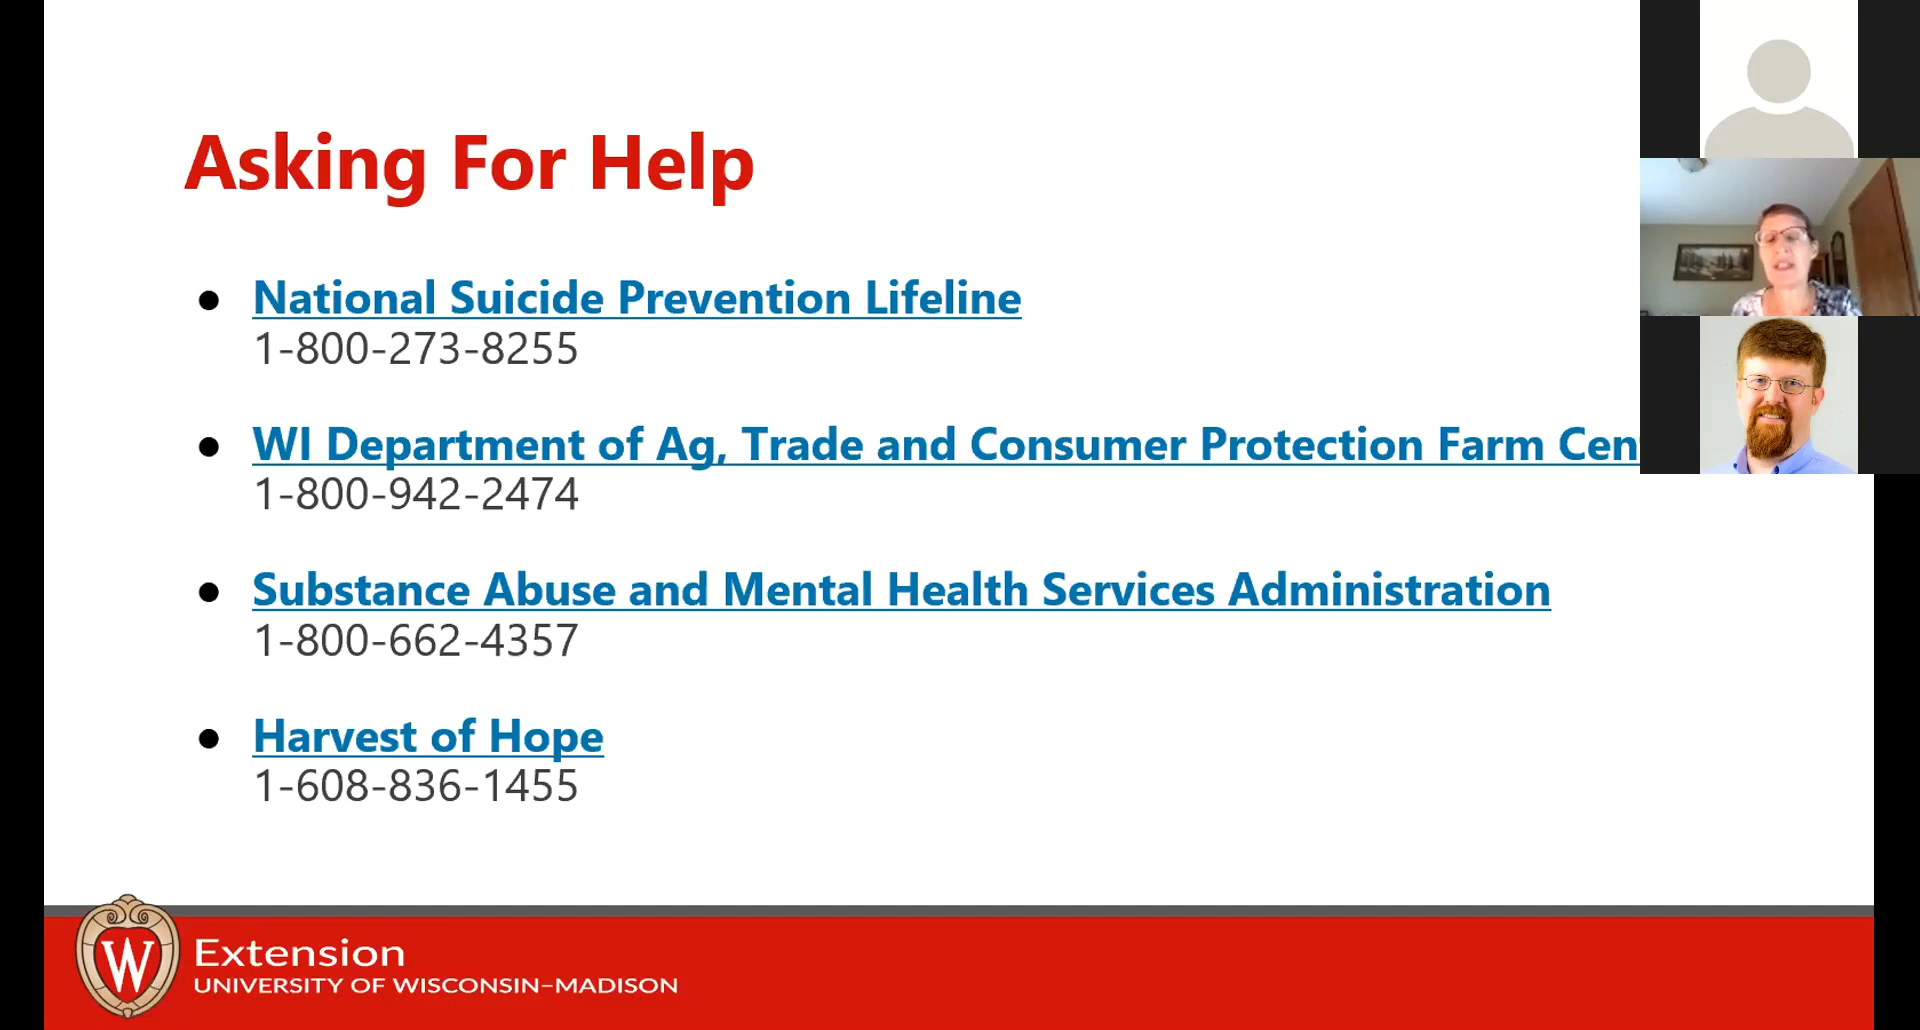 Asking For Help
● National Suicide Prevention Lifeline
1-800-273-8255
● WI Department of Ag, Trade and Consumer Protection Farm
1-800-942-2474
● Substance Abuse and Mental Health Services Administration
1-800-662-4357
● Harvest of Hope
1-608-836-1455
W
Extension
UNIVERSITY OF WISCONSIN–MADISON